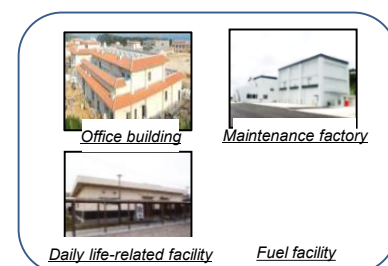 Office building
Maintenance factory
Daily life-related facility
Fuel facility